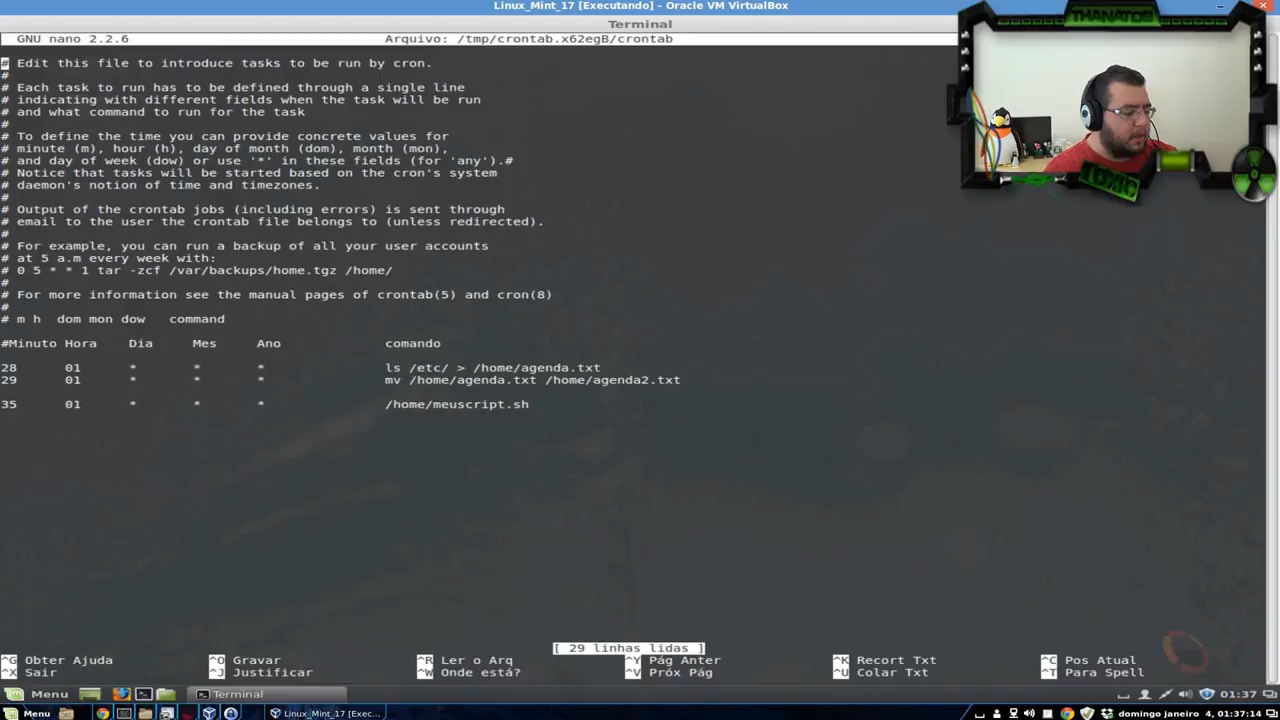 Linux_Mint_17 [Executando] - Oracle VM VirtualBox
Terminal
GNU nano 2.2.6 Arquivo: /tmp/crontab.x62egB/crontab
THANATOS
TOXIC
# Edit this file to introduce tasks to be run by cron.
#
# Each task to run has to be defined through a single line
# indicating with different fields when the task will be run
# and what command to run for the task
#
# To define the time you can provide concrete values for
# minute (m), hour (h), day of month (dom), month (mon),
# and day of week (dow) or use '*' in these fields (for 'any').#
# Notice that tasks will be started based on the cron's system
# daemon's notion of time and timezones.
#
# Output of the crontab jobs (including errors) is sent through
# email to the user the crontab file belongs to (unless redirected).
#
# For example, you can run a backup of all your user accounts
# at 5 a.m every week with:
# 0 5 * * 1 tar -zcf /var/backups/home.tgz /home/
#
# For more information see the manual pages of crontab(5) and cron(8)
#
# m h dom mon dow command
#Minuto Hora Dia Mes Ano comando
28 01 * * * ls /etc/ > /home/agenda.txt
29 01 * * * mv /home/agenda.txt /home/agenda2.txt
35 01 * * * /home/meuscript.sh
[ 29 linhas lidas ]
^G Obter Ajuda ^O Gravar ^R Ler o Arq ^Y Pág Anter ^K Recort Txt ^C Pos Atual
^X Sair ^J Justificar ^W Onde está? ^V Próx Pág ^U Colar Txt ^T Para Spell
Menu Terminal 01:37
Menu Linux_Mint_17 [Exec... domingo janeiro 4, 01:37:14